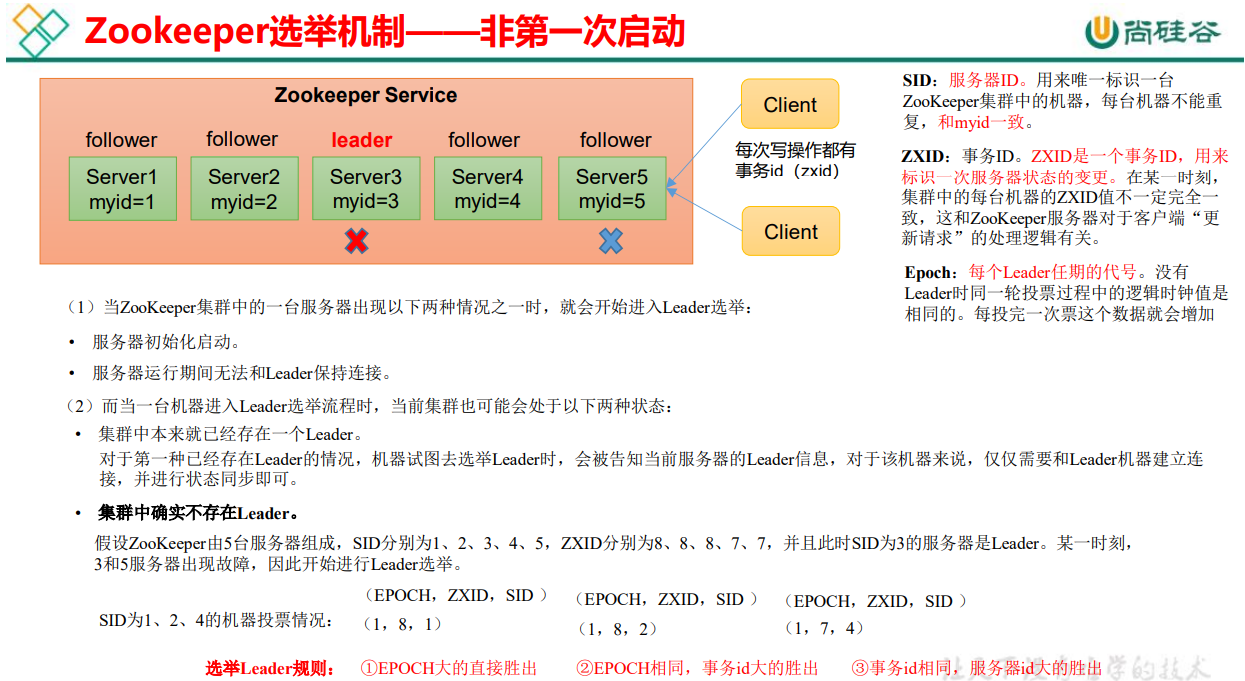 Zookeeper选举机制——非第一次启动
尚硅谷
Zookeeper Service
follower
follower
leader
follower
follower
Server1
myid=1
Server2
myid=2
Server3
myid=3
Server4
myid=4
Server5
myid=5
Client
每次写操作都有
事务id（zxid）
Client
SID：服务器ID。用来唯一标识一台
ZooKeeper集群中的机器，每台机器不能重
复，和myid一致。
ZXID：事务ID。ZXID是一个事务ID，用来
标识一次服务器状态的变更。在某一时刻，
集群中的每台机器的ZXID值不一定完全一
致，这和ZooKeeper服务器对于客户端“更
新请求”的处理逻辑有关。
Epoch：每个Leader任期的代号。没有
Leader时同一轮投票过程中的逻辑时钟值是
相同的。每投完一次票这个数据就会增加
（1）当ZooKeeper集群中的一台服务器出现以下两种情况之一时，就会开始进入Leader选举：
• 服务器初始化启动。
• 服务器运行期间无法和Leader保持连接。
（2）而当一台机器进入Leader选举流程时，当前集群也可能会处于以下两种状态：
• 集群中本来就已经存在一个Leader。
对于第一种已经存在Leader的情况，机器试图去选举Leader时，会被告知当前服务器的Leader信息，对于该机器来说，仅仅需要和Leader机器建立连
接，并进行状态同步即可。
• 集群中确实不存在Leader。
假设ZooKeeper由5台服务器组成，SID分别为1、2、3、4、5，ZXID分别为8、8、8、7、7，并且此时SID为3的服务器是Leader。某一时刻，
3和5服务器出现故障，因此开始进行Leader选举。
SID为1、2、4的机器投票情况：
（EPOCH，ZXID，SID ）
（1，8，1）
（EPOCH，ZXID，SID ）
（1，8，2）
（EPOCH，ZXID，SID ）
（1，7，4）
选举Leader规则： ①EPOCH大的直接胜出 ②EPOCH相同，事务id大的胜出 ③事务id相同，服务器id大的胜出
让天下没有难学的技术